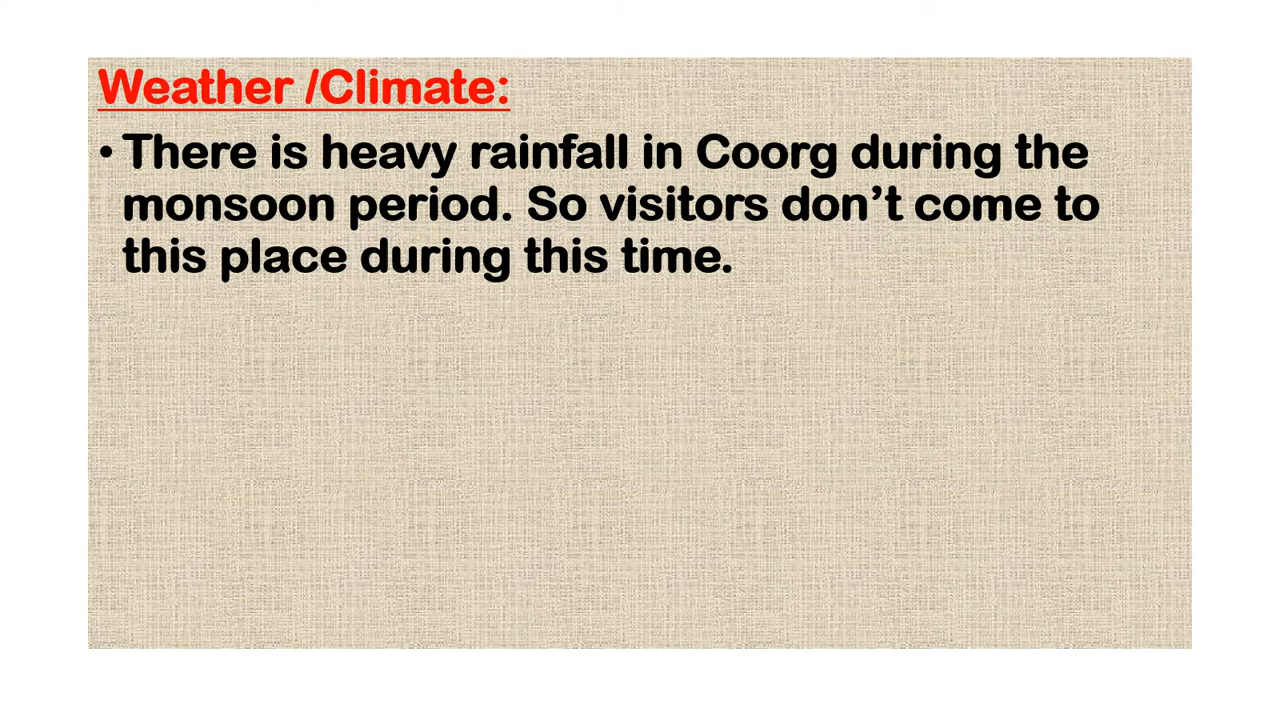 Weather /Climate:
• There is heavy rainfall in Coorg during the
monsoon period. So visitors don’t come to
this place during this time.